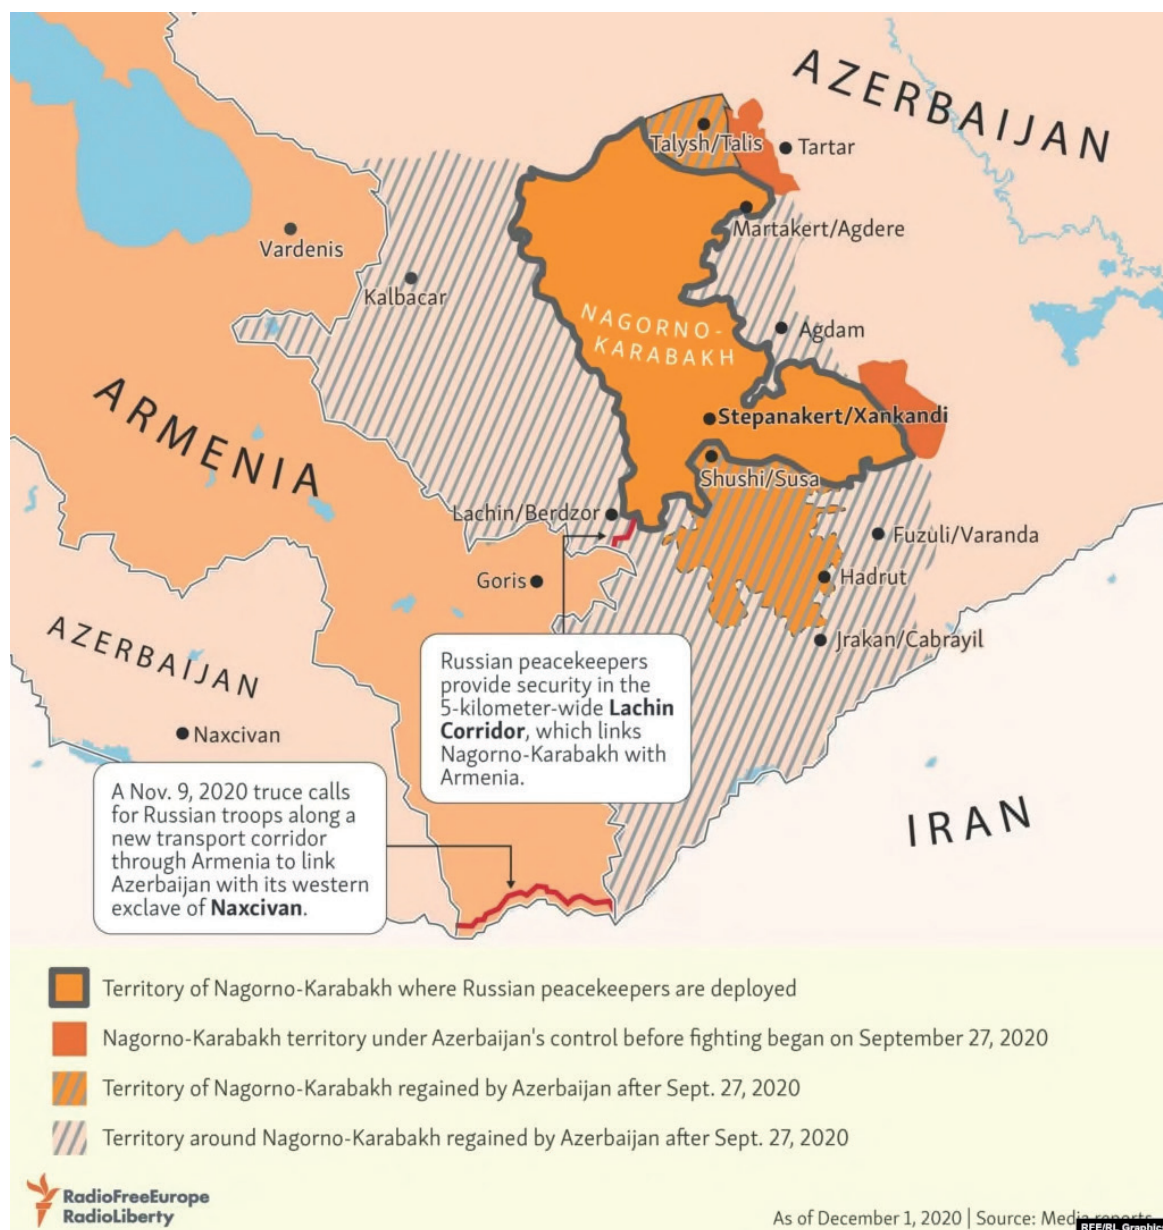 AZERBAIJAN
Talysh/Talis
Tartar
Martakert/Agdere
Vardenis
Kalbacar
NAGORNO-
KARABAKH
Agdam
ARMENIA
Stepanakert/Xankandi
Shushi/Susa
Lachin/Berdzor
Fuzuli/Varanda
Goris
Hadrut
AZERBAIJAN
Jrakan/Cabrayil
Russian peacekeepers
provide security in the
5-kilometer-wide Lachin
Corridor, which links
Nagorno-Karabakh with
Armenia.
Naxcivan
A Nov. 9, 2020 truce calls
for Russian troops along a
new transport corridor
through Armenia to link
Azerbaijan with its western
exclave of Naxcivan.
IRAN
Territory of Nagorno-Karabakh where Russian peacekeepers are deployed
Nagorno-Karabakh territory under Azerbaijan's control before fighting began on September 27, 2020
Territory of Nagorno-Karabakh regained by Azerbaijan after Sept. 27, 2020
Territory around Nagorno-Karabakh regained by Azerbaijan after Sept. 27, 2020
RadioFreeEurope
RadioLiberty
As of December 1, 2020 | Source: Media reports
RFE/RL Graphic